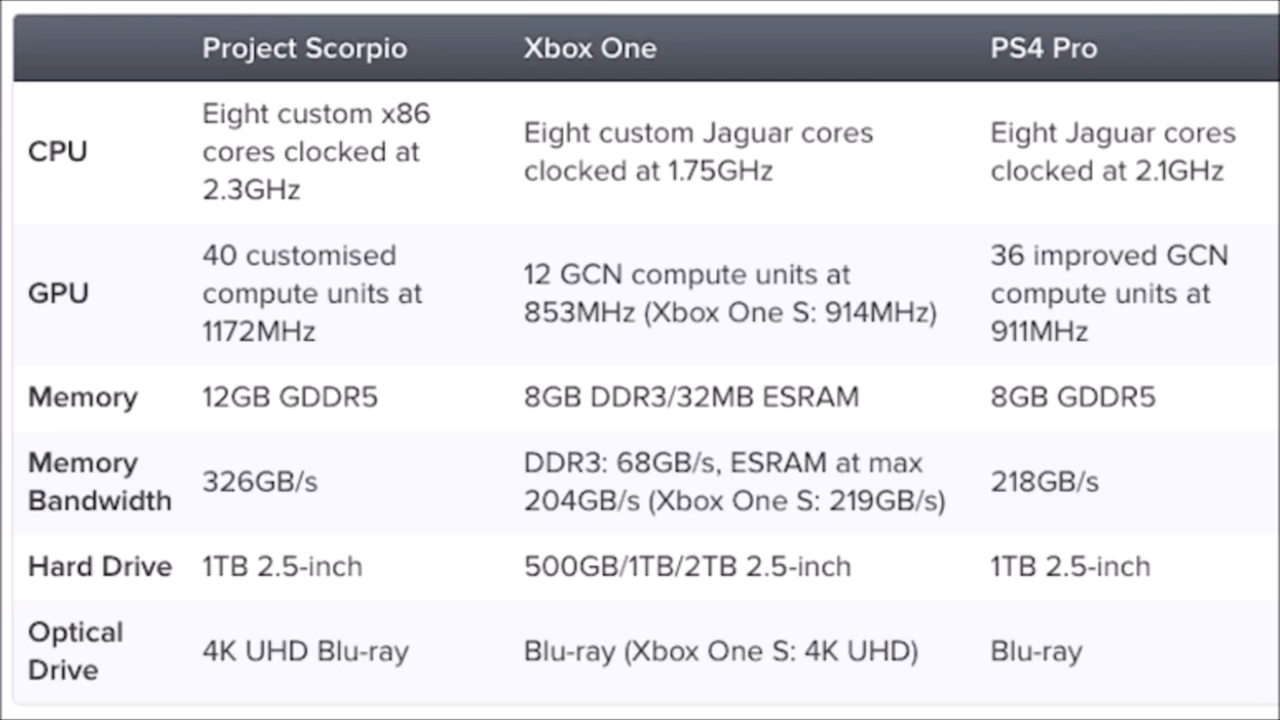 Project Scorpio Xbox One PS4 Pro
CPU Eight custom x86 cores clocked at 2.3GHz Eight custom Jaguar cores clocked at 1.75GHz Eight Jaguar cores clocked at 2.1GHz
GPU 40 customised compute units at 1172MHz 12 GCN compute units at 853MHz (Xbox One S: 914MHz) 36 improved GCN compute units at 911MHz
Memory 12GB GDDR5 8GB DDR3/32MB ESRAM 8GB GDDR5
Memory Bandwidth 326GB/s DDR3: 68GB/s, ESRAM at max 204GB/s (Xbox One S: 219GB/s) 218GB/s
Hard Drive 1TB 2.5-inch 500GB/1TB/2TB 2.5-inch 1TB 2.5-inch
Optical Drive 4K UHD Blu-ray Blu-ray (Xbox One S: 4K UHD) Blu-ray